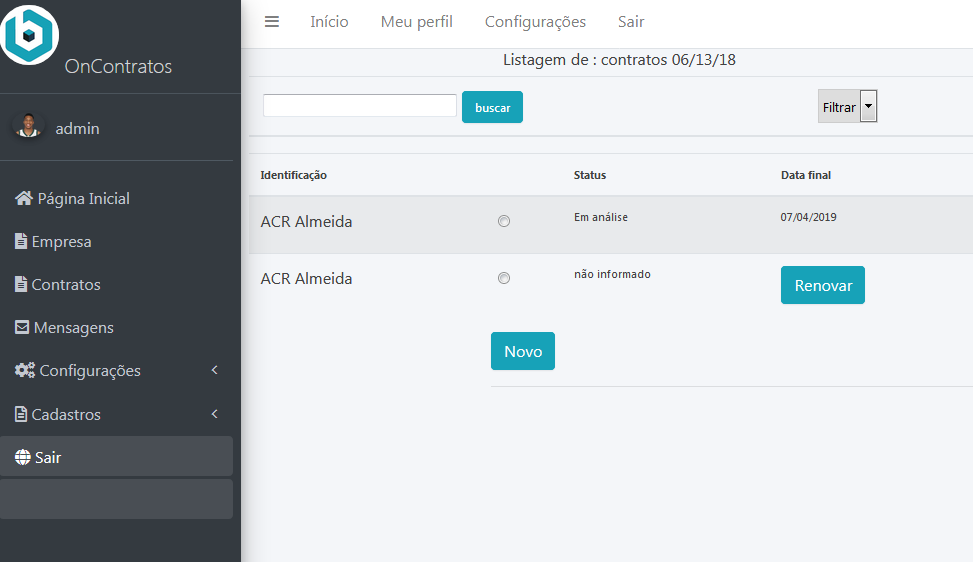 OnContratos
admin
Página Inicial
Empresa
Contratos
Mensagens
Configurações
Cadastros
Sair
Início Meu perfil Configurações Sair
Listagem de : contratos 06/13/18
buscar Filtrar
Identificação Status Data final
ACR Almeida Em análise 07/04/2019
ACR Almeida não informado Renovar
Novo